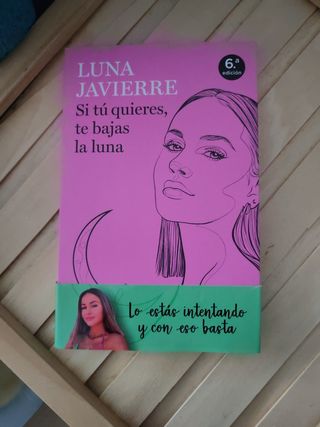 LUNA
JAVIERRE
6.ª
edición
Si tú quieres,
te bajas
la luna
Lo estás intentando
y con eso basta